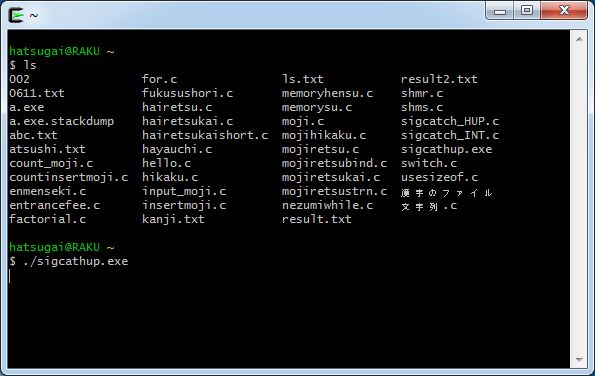 ~
hatsugai@RAKU ~
$ ls
002 for.c ls.txt result2.txt
0611.txt fukusushori.c memoryhensu.c shmr.c
a.exe hairetsu.c memorysu.c shms.c
a.exe.stackdump hairetsukai.c moji.c sigcatch_HUP.c
abc.txt hairetsukaishort.c mojihikaku.c sigcatch_INT.c
atsushi.txt hayauchi.c mojiretsu.c sigcathup.exe
count_moji.c hello.c mojiretsubind.c switch.c
countinsertmoji.c hikaku.c mojiretsukai.c usesizeof.c
enmenseki.c input_moji.c mojiretsustrn.c 漢字のファイル
entrancefee.c insertmoji.c nezumiwhile.c 文字列.c
factorial.c kanji.txt result.txt
hatsugai@RAKU ~
$ ./sigcathup.exe